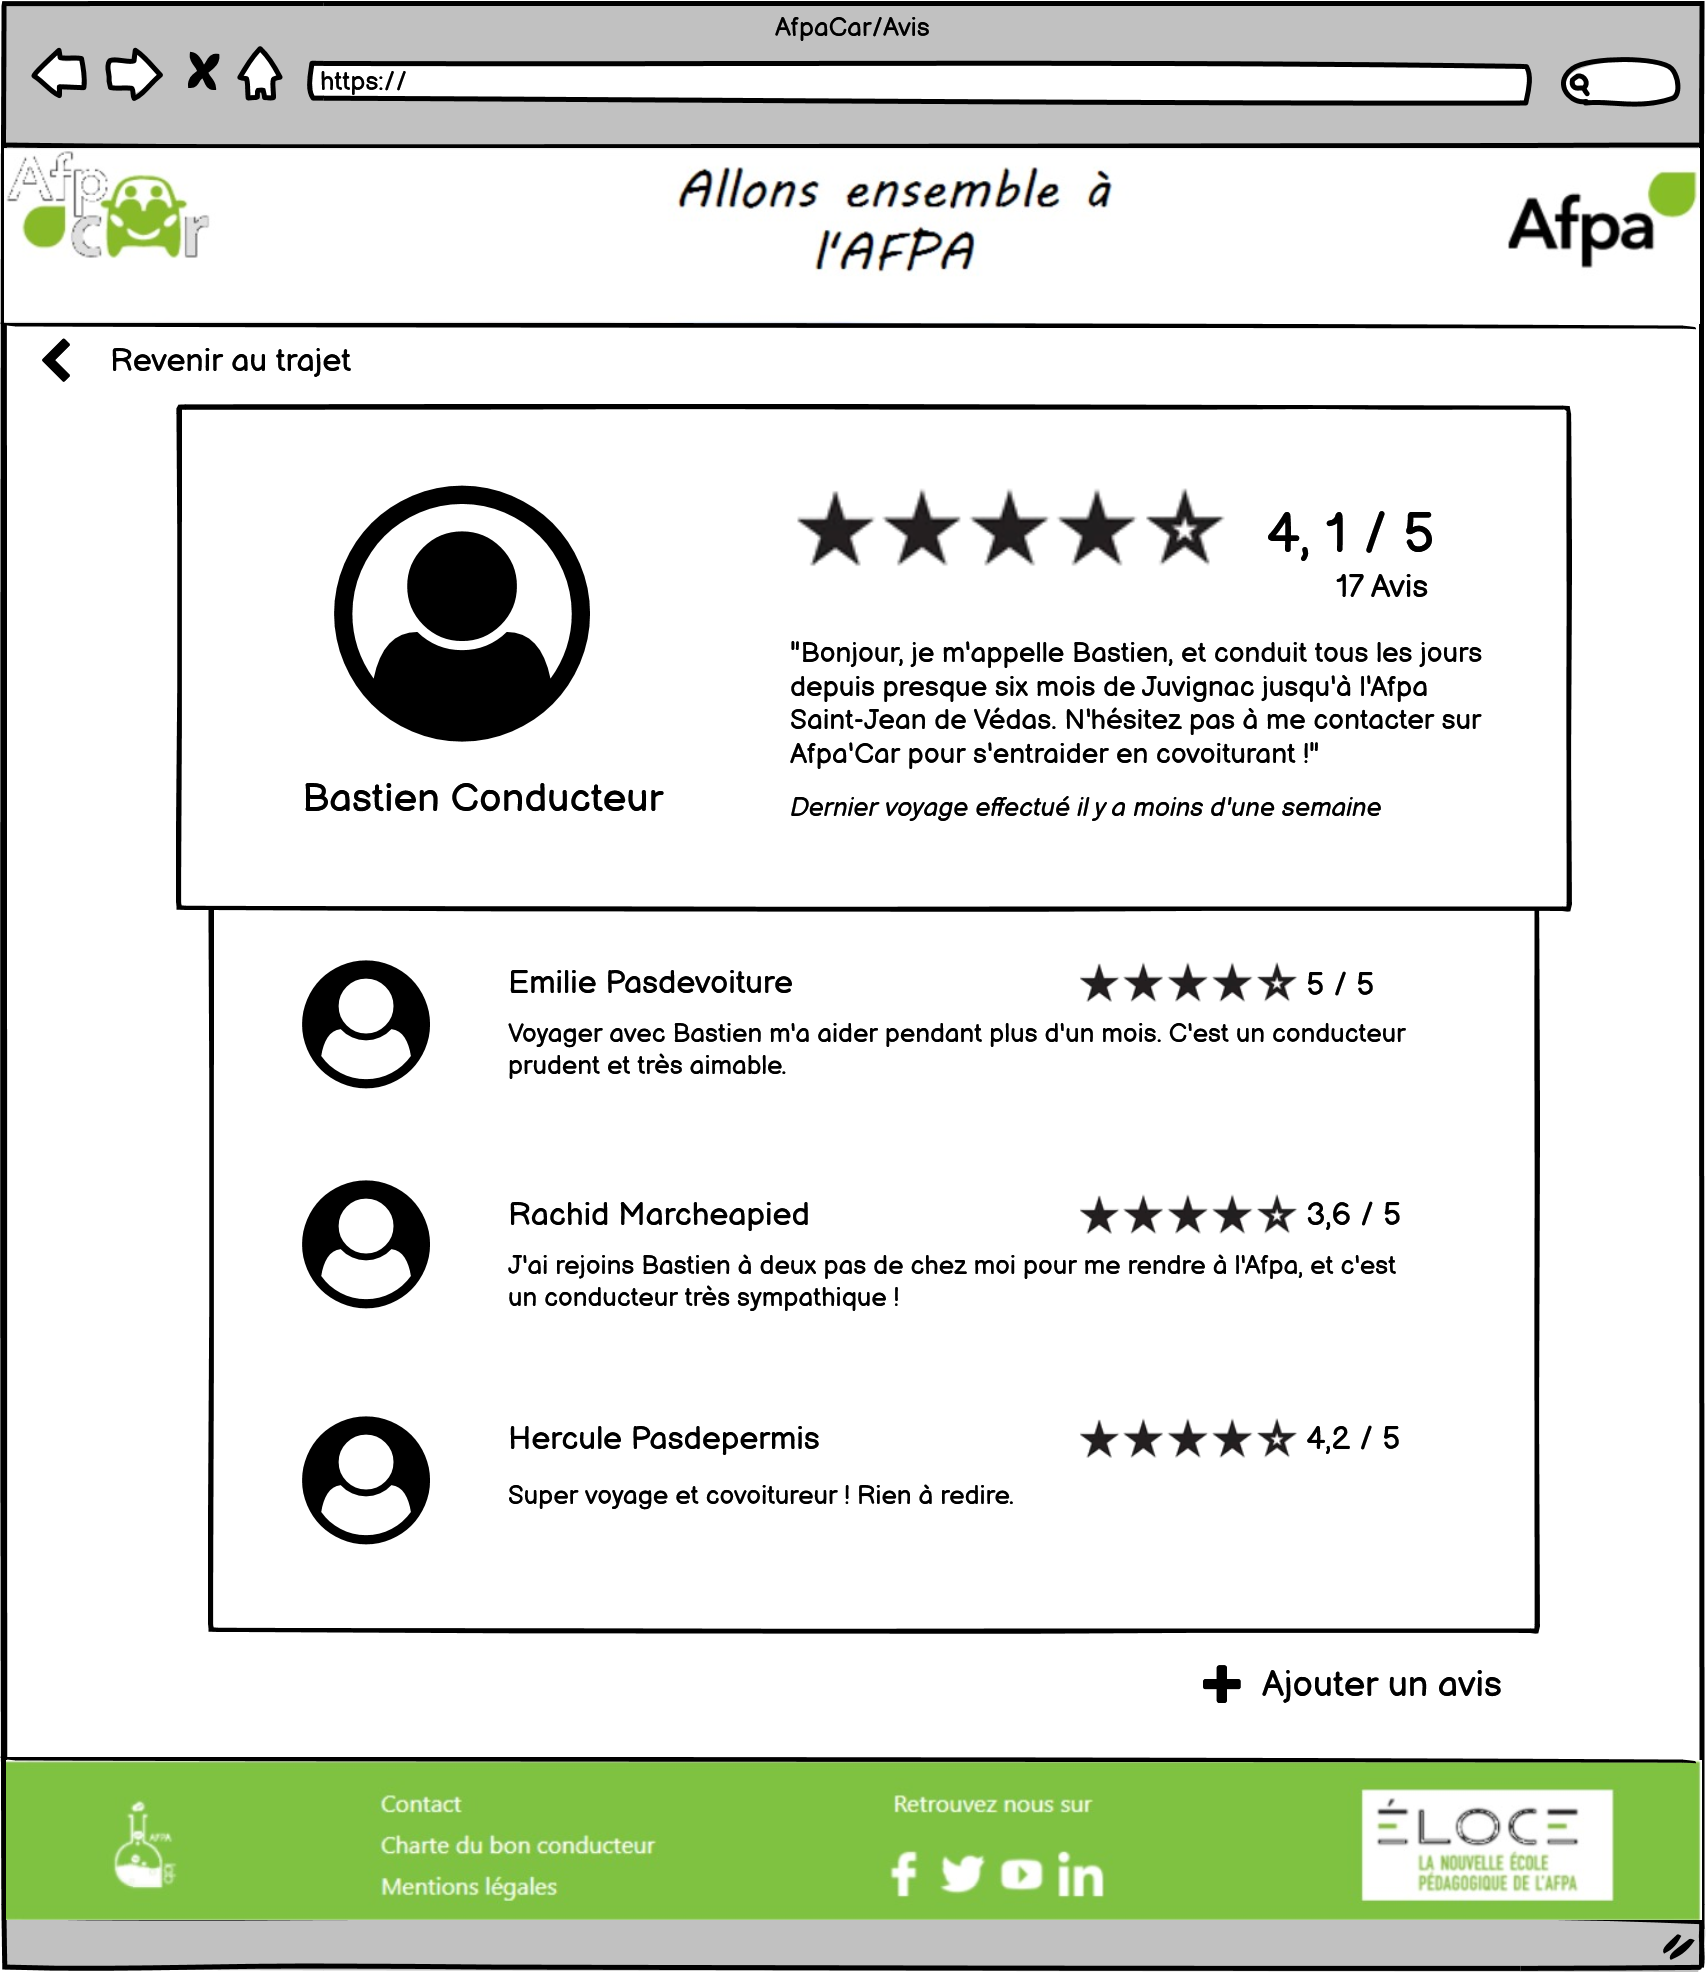 AfpaCar/Avis
https://
Afp
car
Allons ensemble à
l'AFPA
Afpa
Revenir au trajet
4, 1 / 5
17 Avis
"Bonjour, je m'appelle Bastien, et conduit tous les jours
depuis presque six mois de Juvignac jusqu'à l'Afpa
Saint-Jean de Védas. N'hésitez pas à me contacter sur
Afpa'Car pour s'entraider en covoiturant !"
Bastien Conducteur
Dernier voyage effectué il y a moins d'une semaine
Emilie Pasdevoiture
5 / 5
Voyager avec Bastien m'a aider pendant plus d'un mois. C'est un conducteur
prudent et très aimable.
Rachid Marcheapied
3,6 / 5
J'ai rejoins Bastien à deux pas de chez moi pour me rendre à l'Afpa, et c'est
un conducteur très sympathique !
Hercule Pasdepermis
4,2 / 5
Super voyage et covoitureur ! Rien à redire.
Ajouter un avis
AFPA
Contact
Charte du bon conducteur
Mentions légales
Retrouvez nous sur
ÉLOCE
LA NOUVELLE ÉCOLE
PÉDAGOGIQUE DE L'AFPA